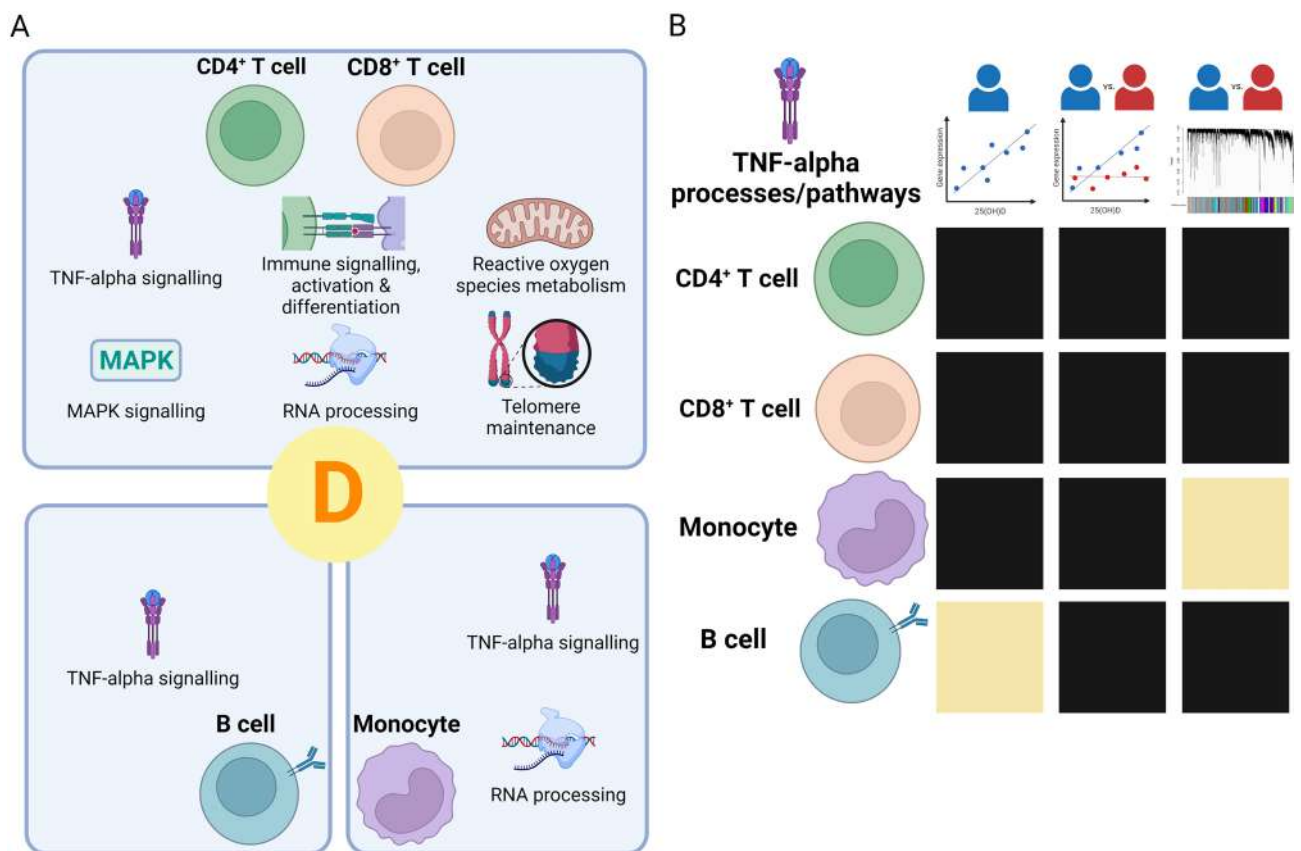 A
CD4⁺ T cell
CD8⁺ T cell
TNF-alpha signalling
Immune signalling,
activation &
differentiation
Reactive oxygen
species metabolism
MAPK
MAPK signalling
RNA processing
Telomere
maintenance
D
TNF-alpha signalling
B cell
TNF-alpha signalling
Monocyte
RNA processing
B
vs.
vs.
Gene expression
25(OH)D
Gene expression
25(OH)D
TNF-alpha
processes/pathways
CD4⁺ T cell
CD8⁺ T cell
Monocyte
B cell